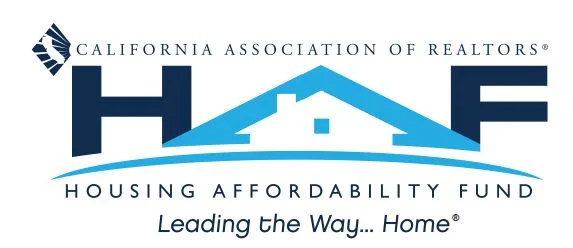 CALIFORNIA ASSOCIATION OF REALTORS®
HAF
HOUSING AFFORDABILITY FUND
Leading the Way... Home®